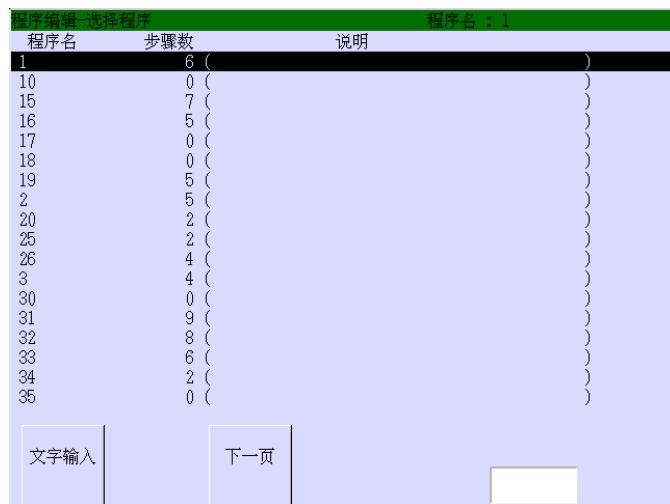 程序编辑-选择程序 程序名 : 1
程序名 步骤数 说明
1 6 ( )
10 0 ( )
15 7 ( )
16 5 ( )
17 0 ( )
18 0 ( )
19 5 ( )
2 5 ( )
20 2 ( )
25 2 ( )
26 4 ( )
3 4 ( )
30 0 ( )
31 9 ( )
32 8 ( )
33 6 ( )
34 2 ( )
35 0 ( )
文字输入 下一页